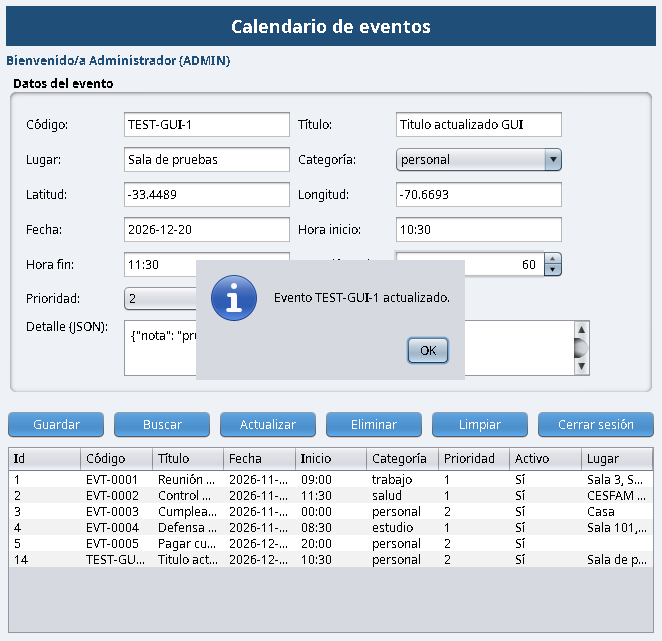 Calendario de eventos
Bienvenido/a Administrador (ADMIN)
Datos del evento
Código: TEST-GUI-1 Título: Titulo actualizado GUI
Lugar: Sala de pruebas Categoría: personal
Latitud: -33.4489 Longitud: -70.6693
Fecha: 2026-12-20 Hora inicio: 10:30
Hora fin: 11:30 60
Prioridad: 2
Evento TEST-GUI-1 actualizado.
Detalle (JSON): {"nota": "pru
OK
Guardar Buscar Actualizar Eliminar Limpiar Cerrar sesión
Id Código Título Fecha Inicio Categoría Prioridad Activo Lugar
1 EVT-0001 Reunión ... 2026-11-... 09:00 trabajo 1 Sí Sala 3, S...
2 EVT-0002 Control ... 2026-11-... 11:30 salud 1 Sí CESFAM ...
3 EVT-0003 Cumplea... 2026-11-... 00:00 personal 2 Sí Casa
4 EVT-0004 Defensa ... 2026-11-... 08:30 estudio 1 Sí Sala 101,...
5 EVT-0005 Pagar cu... 2026-12-... 20:00 personal 2 Sí
14 TEST-GU... Titulo act... 2026-12-... 10:30 personal 2 Sí Sala de p...